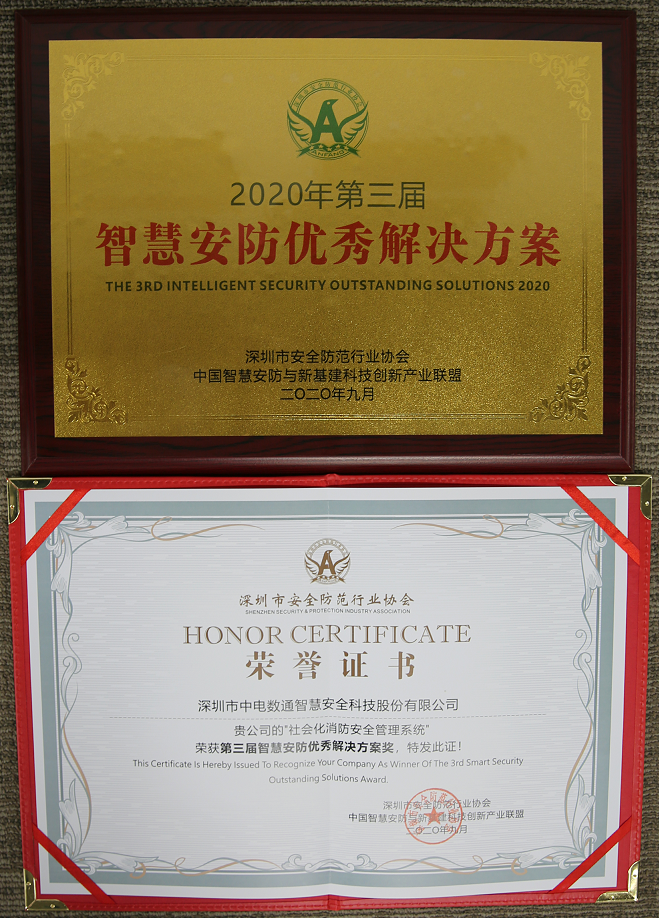 ANFANG
2020年第三届
智慧安防优秀解决方案
THE 3RD INTELLIGENT SECURITY OUTSTANDING SOLUTIONS 2020
深圳市安全防范行业协会
中国智慧安防与新基建科技创新产业联盟
二〇二〇年九月
深圳市安全防范行业协会
SHENZHEN SECURITY & PROTECTION INDUSTRY ASSOCIATION
HONOR CERTIFICATE
荣誉证书
深圳市中电数通智慧安全科技股份有限公司
贵公司的"社会化消防安全管理系统"
荣获第三届智慧安防优秀解决方案奖，特发此证！
This Certificate Is Hereby Issued To Recognize Your Company As Winner Of The 3rd Smart Security
Outstanding Solutions Award.
深圳市安全防范行业协会
中国智慧安防与新基建科技创新产业联盟
二〇二〇年九月